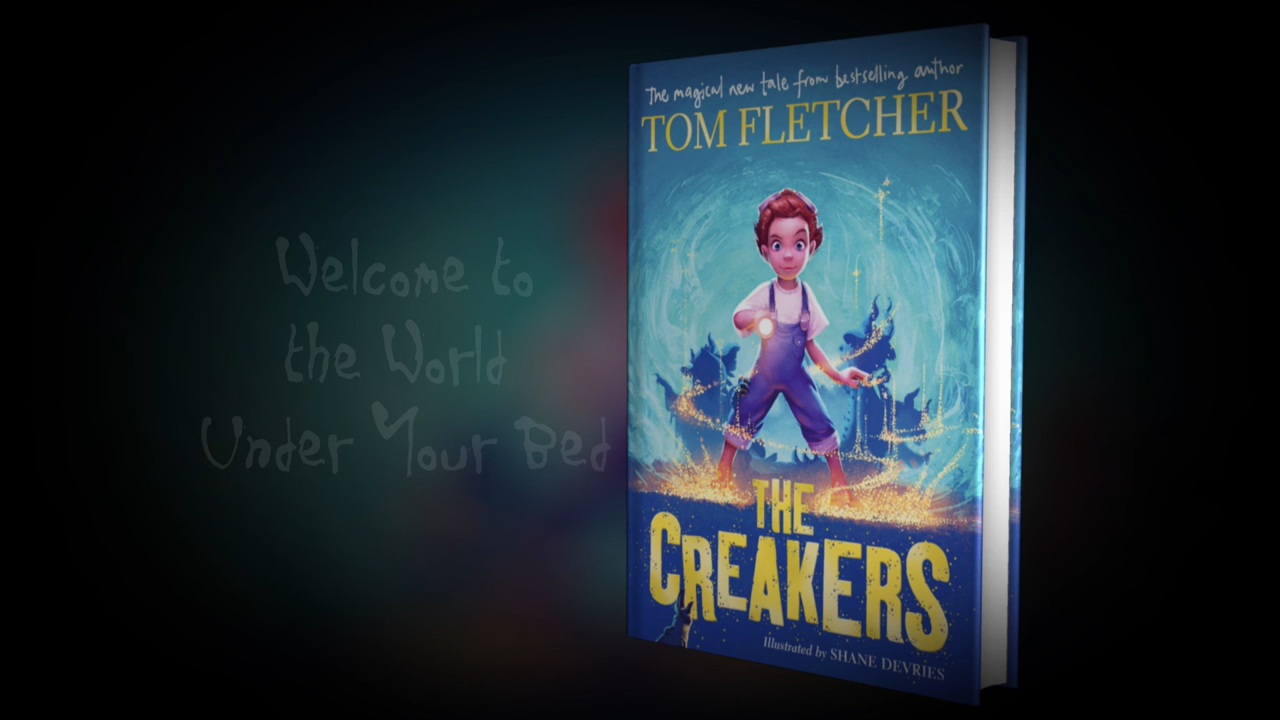 Welcome to
the World
Under Your Bed
The magical new tale from bestselling author
TOM FLETCHER
THE
CREAKERS
Illustrated by SHANE DEVRIES